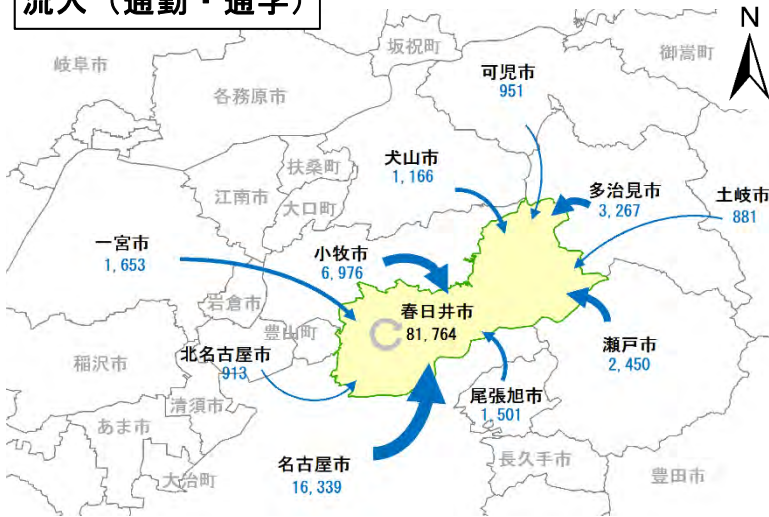 流入（通勤・通学）
N
坂祝町
岐阜市
御嵩町
可児市
951
各務原市
扶桑町
犬山市
1,166
江南市
大口町
多治見市
3,267
土岐市
881
一宮市
1,653
小牧市
6,976
岩倉市
春日井市
81,764
豊山町
北名古屋市
913
瀬戸市
2,450
稲沢市
尾張旭市
1,501
清須市
あま市
名古屋市
16,339
長久手市
大治町
豊田市